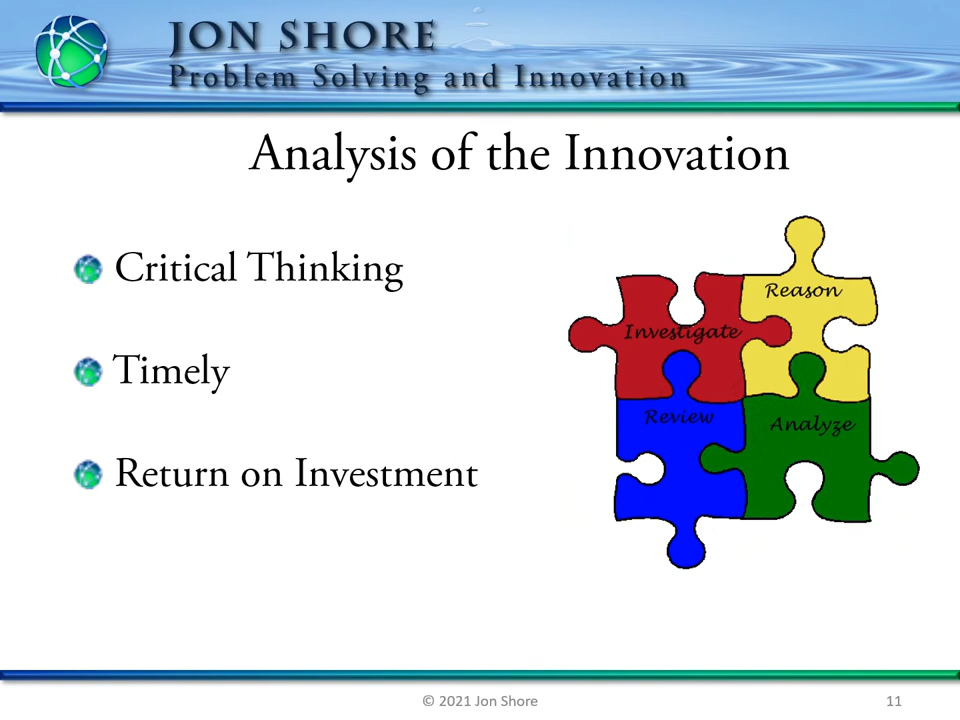 JON SHORE
Problem Solving and Innovation
Analysis of the Innovation
Critical Thinking
Timely
Return on Investment
Reason
Investigate
Review
Analyze
© 2021 Jon Shore
11